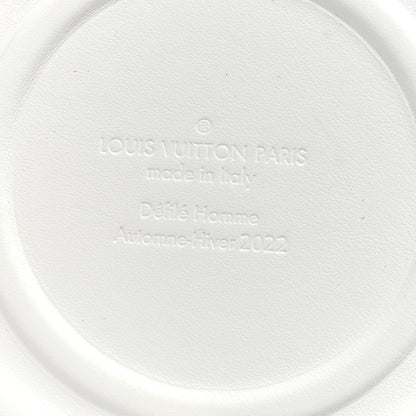 ®
LOUIS VUITTON PARIS
made in Italy
Défilé Homme
Automne-Hiver 2022